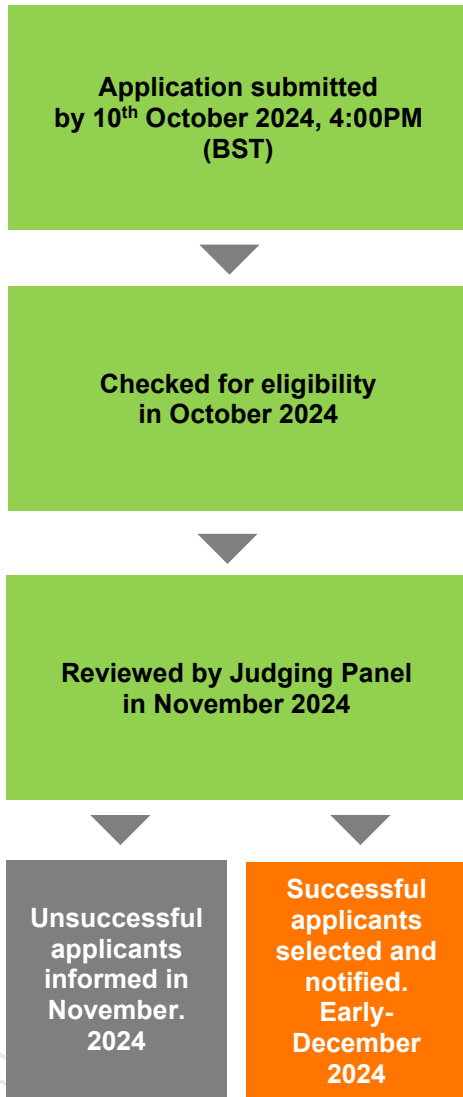 Application submitted
by 10th October 2024, 4:00PM
(BST)
Checked for eligibility
in October 2024
Reviewed by Judging Panel
in November 2024
Unsuccessful
applicants
informed in
November.
2024
Successful
applicants
selected and
notified.
Early-
December
2024